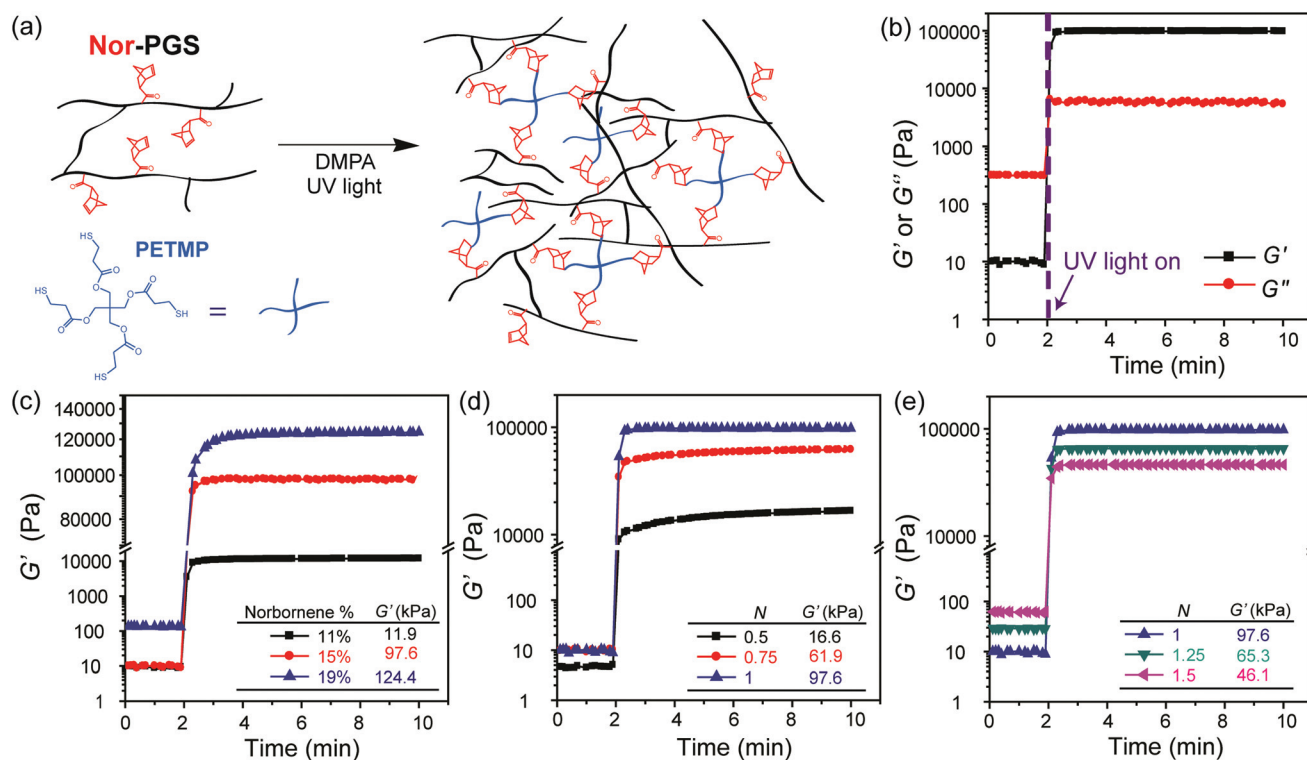 (a)
Nor-PGS
O
O
O
O
O
DMPA
UV light
PETMP
HS
O
O
HS
O
O
O
O
SH
O
O
HS
=
(b)
G' or G'' (Pa)
100000
10000
1000
100
10
1
UV light on
G'
G''
0 2 4 6 8 10
Time (min)
(c)
G' (Pa)
140000
120000
100000
80000
10000
1000
100
10
1
Norbornene % G' (kPa)
11% 11.9
15% 97.6
19% 124.4
0 2 4 6 8 10
Time (min)
(d)
G' (Pa)
100000
10000
100
10
1
N G' (kPa)
0.5 16.6
0.75 61.9
1 97.6
0 2 4 6 8 10
Time (min)
(e)
G' (Pa)
100000
10000
100
10
1
N G' (kPa)
1 97.6
1.25 65.3
1.5 46.1
0 2 4 6 8 10
Time (min)